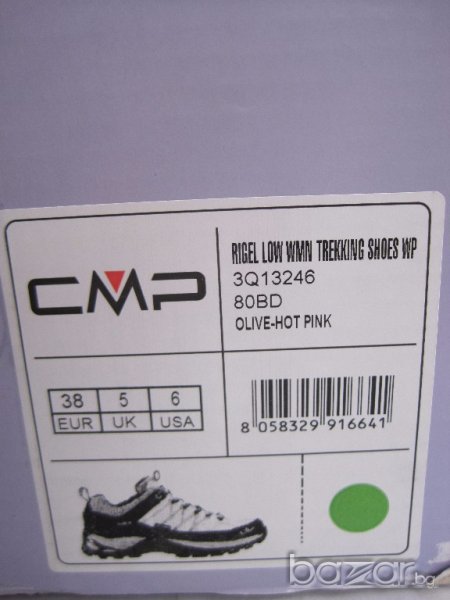 CMP
RIGEL LOW WMN TREKKING SHOES WP
3Q13246
80BD
OLIVE-HOT PINK
38 5 6
EUR UK USA
8 058329 916641
bazar.bg